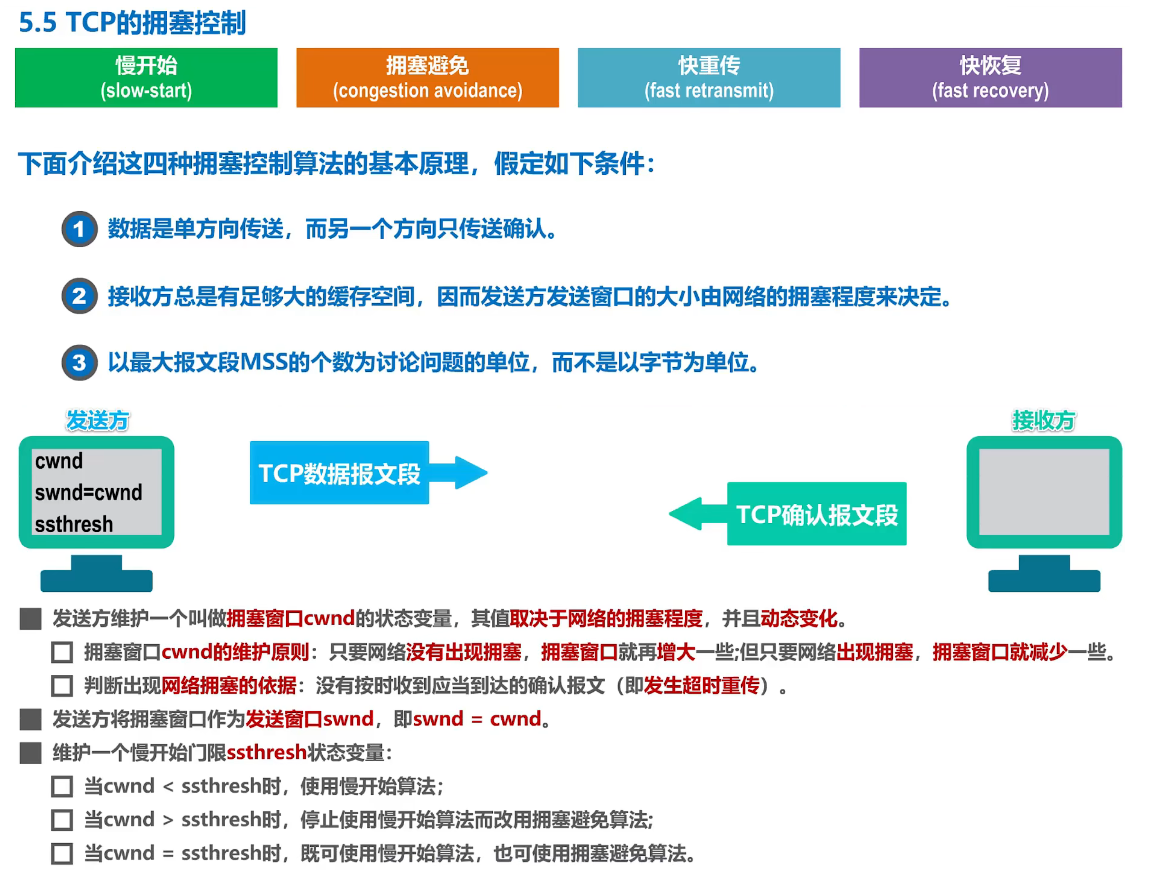 5.5 TCP的拥塞控制
慢开始
(slow-start)
拥塞避免
(congestion avoidance)
快重传
(fast retransmit)
快恢复
(fast recovery)
下面介绍这四种拥塞控制算法的基本原理，假定如下条件：
1 数据是单方向传送，而另一个方向只传送确认。
2 接收方总是有足够大的缓存空间，因而发送方发送窗口的大小由网络的拥塞程度来决定。
3 以最大报文段MSS的个数为讨论问题的单位，而不是以字节为单位。
发送方
接收方
cwnd
swnd=cwnd
ssthresh
TCP数据报文段
TCP确认报文段
发送方维护一个叫做拥塞窗口cwnd的状态变量，其值取决于网络的拥塞程度，并且动态变化。
拥塞窗口cwnd的维护原则：只要网络没有出现拥塞，拥塞窗口就再增大一些;但只要网络出现拥塞，拥塞窗口就减少一些。
判断出现网络拥塞的依据：没有按时收到应当到达的确认报文（即发生超时重传）。
发送方将拥塞窗口作为发送窗口swnd，即swnd = cwnd。
维护一个慢开始门限ssthresh状态变量：
当cwnd < ssthresh时，使用慢开始算法；
当cwnd > ssthresh时，停止使用慢开始算法而改用拥塞避免算法;
当cwnd = ssthresh时，既可使用慢开始算法，也可使用拥塞避免算法。